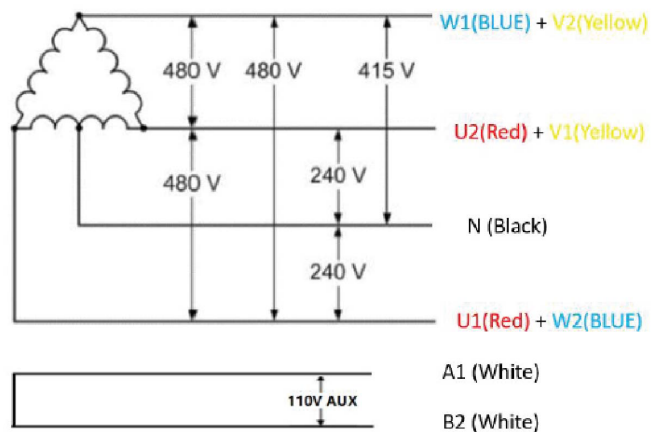 W1(BLUE) + V2(Yellow)
480 V 480 V 415 V
U2(Red) + V1(Yellow)
480 V 240 V
N (Black)
240 V
U1(Red) + W2(BLUE)
A1 (White)
110V AUX
B2 (White)